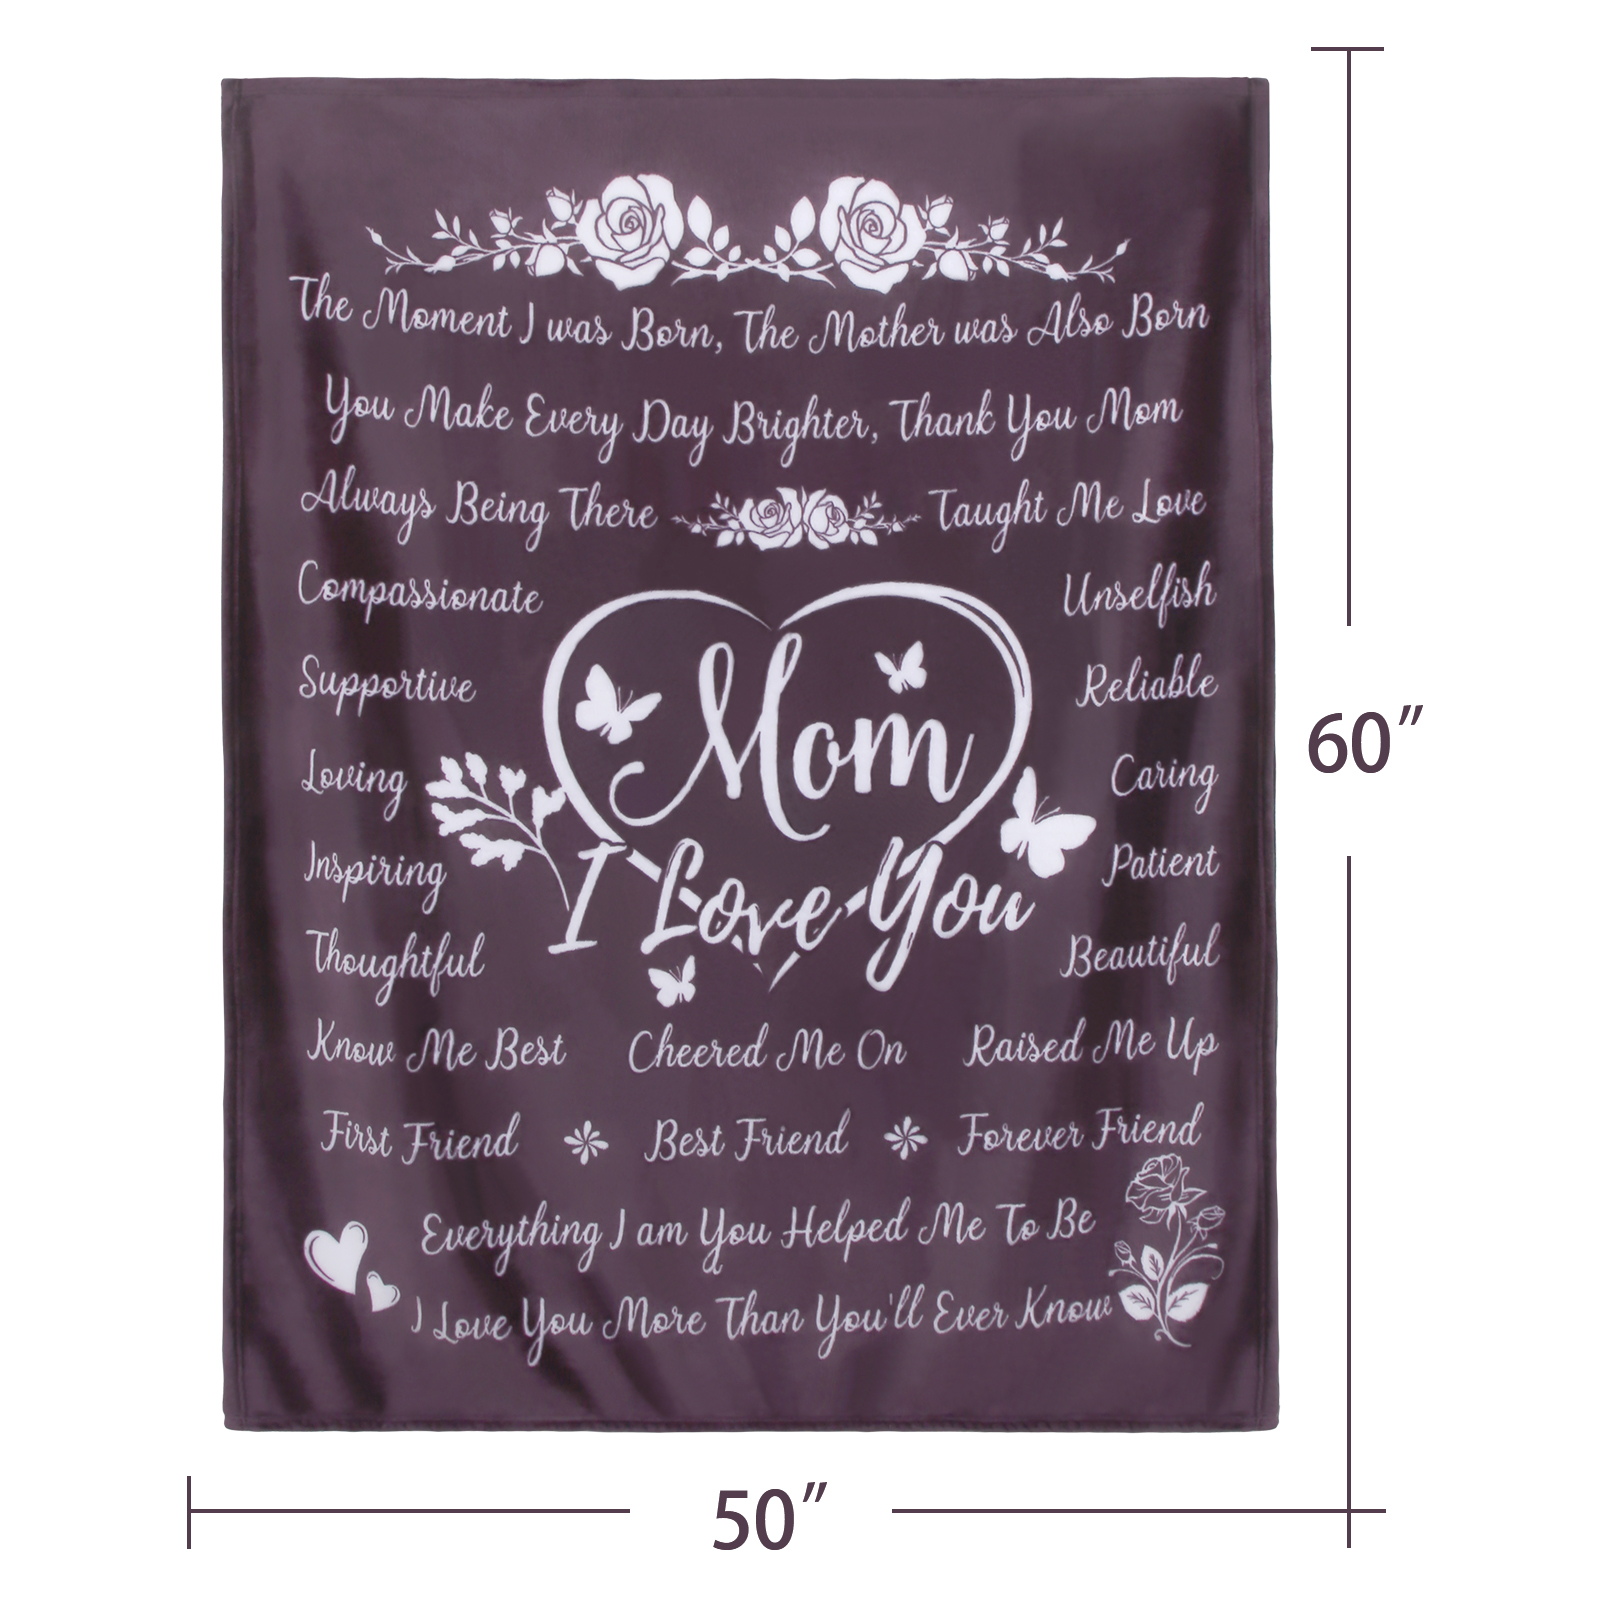 The Moment I was Born, The Mother was Also Born
You Make Every Day Brighter, Thank You Mom
Always Being There Taught Me Love
Compassionate Unselfish
Supportive Reliable
Mom
Loving Caring
Inspiring Patient
I Love You
Thoughtful Beautiful
Know Me Best Cheered Me On Raised Me Up
First Friend Best Friend Forever Friend
Everything I am You Helped Me To Be
I Love You More Than You'll Ever Know
60"
50"